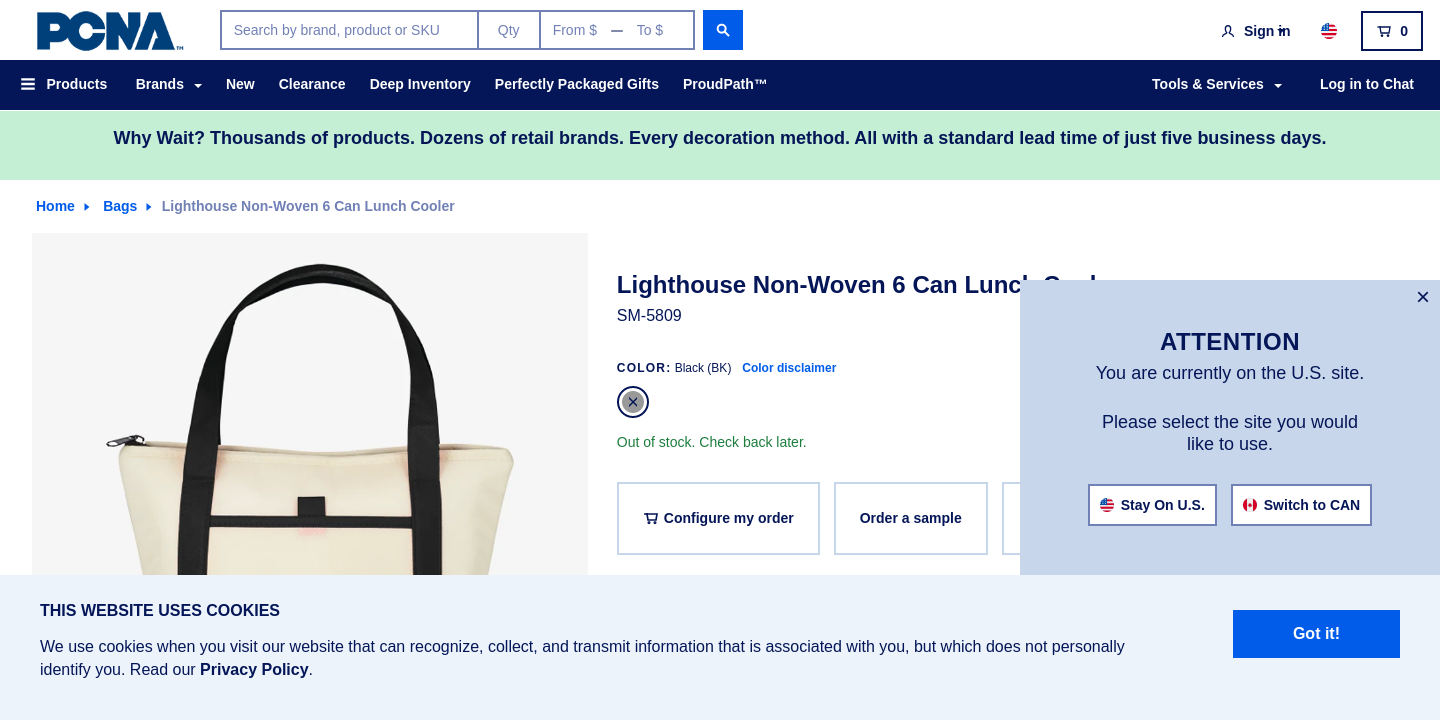 PCNA™
Search by brand, product or SKU
Qty
From $ — To $
Sign in
0
Products
Brands
New
Clearance
Deep Inventory
Perfectly Packaged Gifts
ProudPath™
Tools & Services
Log in to Chat
Why Wait? Thousands of products. Dozens of retail brands. Every decoration method. All with a standard lead time of just five business days.
Home
Bags
Lighthouse Non-Woven 6 Can Lunch Cooler
Lighthouse Non-Woven 6 Can Lunch
SM-5809
COLOR: Black (BK) Color disclaimer
Out of stock. Check back later.
Configure my order
Order a sample
ATTENTION
You are currently on the U.S. site.
Please select the site you would
like to use.
Stay On U.S.
Switch to CAN
THIS WEBSITE USES COOKIES
We use cookies when you visit our website that can recognize, collect, and transmit information that is associated with you, but which does not personally
identify you. Read our Privacy Policy.
Got it!